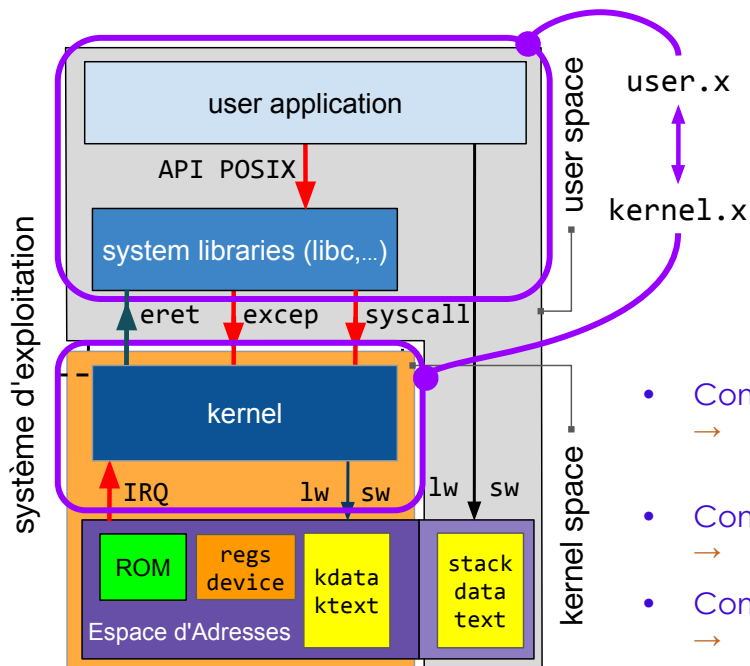 user application
API POSIX
system libraries (libc,...)
eret
excep
syscall
kernel
IRQ
lw sw
lw sw
ROM
regs
device
kdata
ktext
stack
data
text
Espace d'Adresses
système d'exploitation
user space
kernel space
user.x
kernel.x
• Con
→
• Con
→
• Con
→